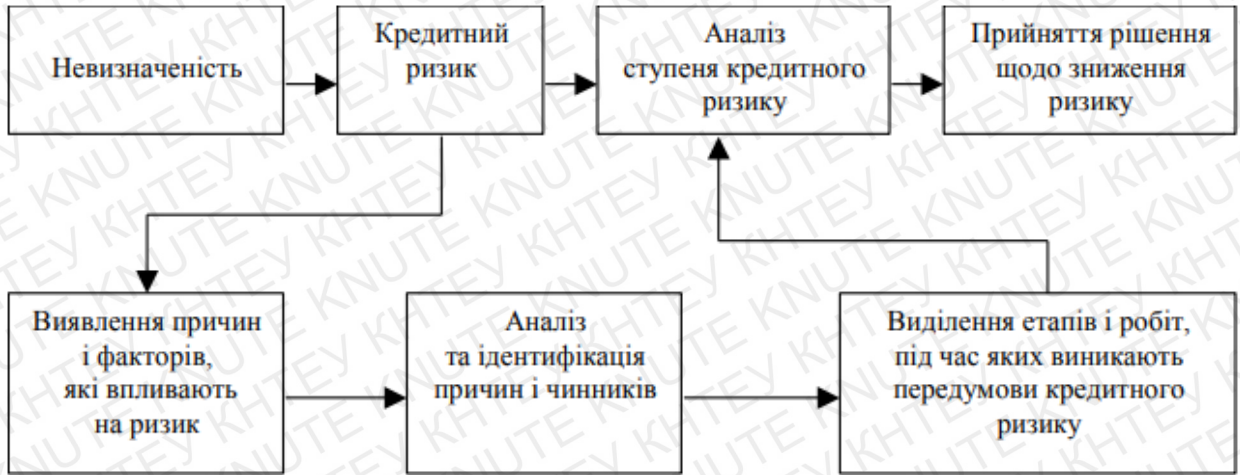 Невизначеність
Кредитний
ризик
Аналіз
ступеня кредитного
ризику
Прийняття рішення
щодо зниження
ризику
Виявлення причин
і факторів,
які впливають
на ризик
Аналіз
та ідентифікація
причин і чинників
Виділення етапів і робіт,
під час яких виникають
передумови кредитного
ризику